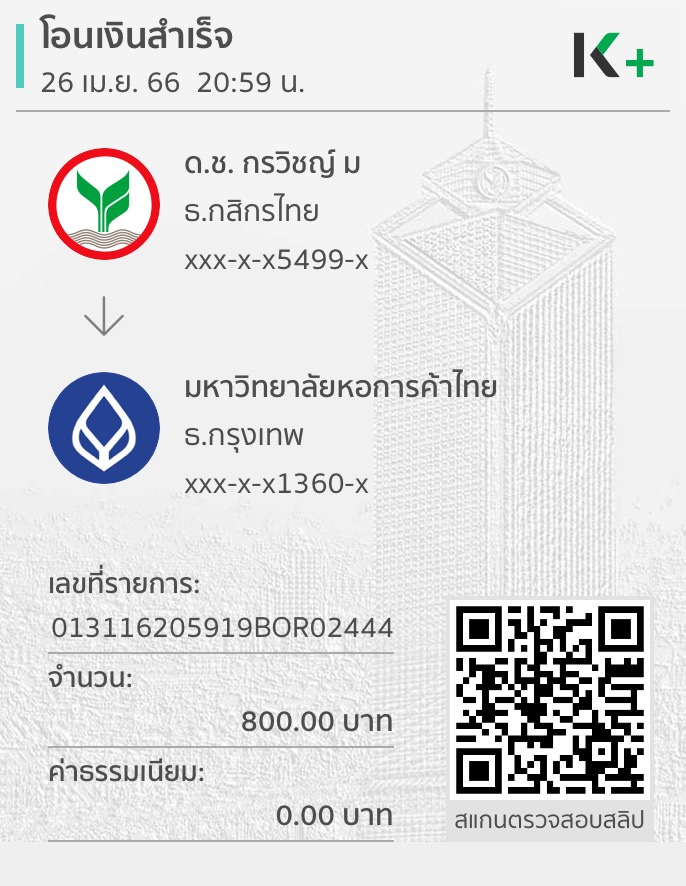 โอนเงินสำเร็จ
26 เม.ย. 66 20:59 น.
K+
ด.ช. กรวิชญ์ ม
ธ.กสิกรไทย
xxx-x-x5499-x
มหาวิทยาลัยหอการค้าไทย
ธ.กรุงเทพ
xxx-x-x1360-x
เลขที่รายการ:
013116205919BOR02444
จำนวน:
800.00 บาท
ค่าธรรมเนียม:
0.00 บาท
สแกนตรวจสอบสลิป